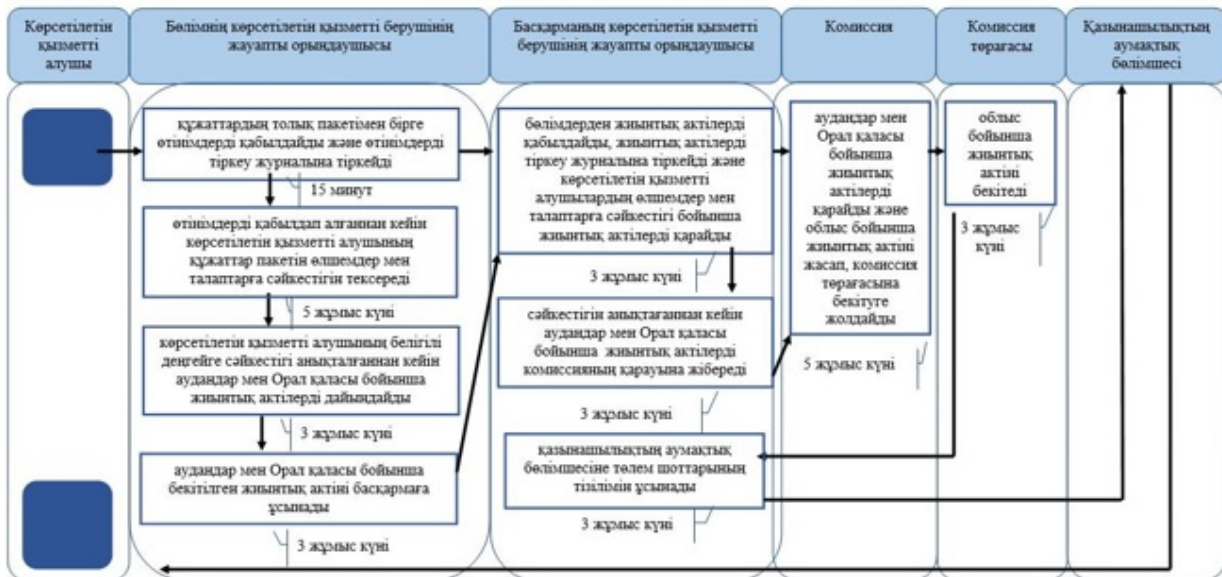 Көрсетілетін
қызметті
алушы
Бөлімнің көрсетілетін қызметті берушінің
жауапты орындаушысы
Басқарманың көрсетілетін қызметті
берушінің жауапты орындаушысы
Комиссия
Комиссия
төрағасы
Қазынашылықтың
аумақтық
бөлімшесі
құжаттардың толық пакетімен бірге
өтінімдерді қабылдайды және өтінімдерді
тіркеу журналына тіркейді
15 минут
өтінімдерді қабылдап алғаннан кейін
көрсетілетін қызметті алушының
құжаттар пакетін өлшемдер мен
талаптарға сәйкестігін тексереді
5 жұмыс күні
көрсетілетін қызметті алушының белігілі
деңгейге сәйкестігі анықталғаннан кейін
аудандар мен Орал қаласы бойынша
жиынтық актілерді дайындайды
3 жұмыс күні
аудандар мен Орал қаласы бойынша
бекітілген жиынтық актіні басқармаға
ұсынады
3 жұмыс күні
бөлімдерден жиынтық актілерді
қабылдайды, жиынтық актілерді
тіркеу журналына тіркейді және
көрсетілетін қызметті
алушылардың өлшемдер мен
талаптарға сәйкестігі бойынша
жиынтық актілерді қарайды
3 жұмыс күні
сәйкестігін анықтағаннан кейін
аудандар мен Орал қаласы
бойынша жиынтық актілерді
комиссияның қарауына жібереді
3 жұмыс күні
қазынашылықтың аумақтық
бөлімшесіне төлем шоттарының
тізілімін ұсынады
3 жұмыс күні
аудандар мен
Орал қаласы
бойынша
жиынтық
актілерді
қарайды және
облыс бойынша
жиынтық актіні
жасап, комиссия
төрағасына
бекітуге
жолдайды
5 жұмыс күні
облыс
бойынша
жиынтық
актіні
бекітеді
3 жұмыс
күні